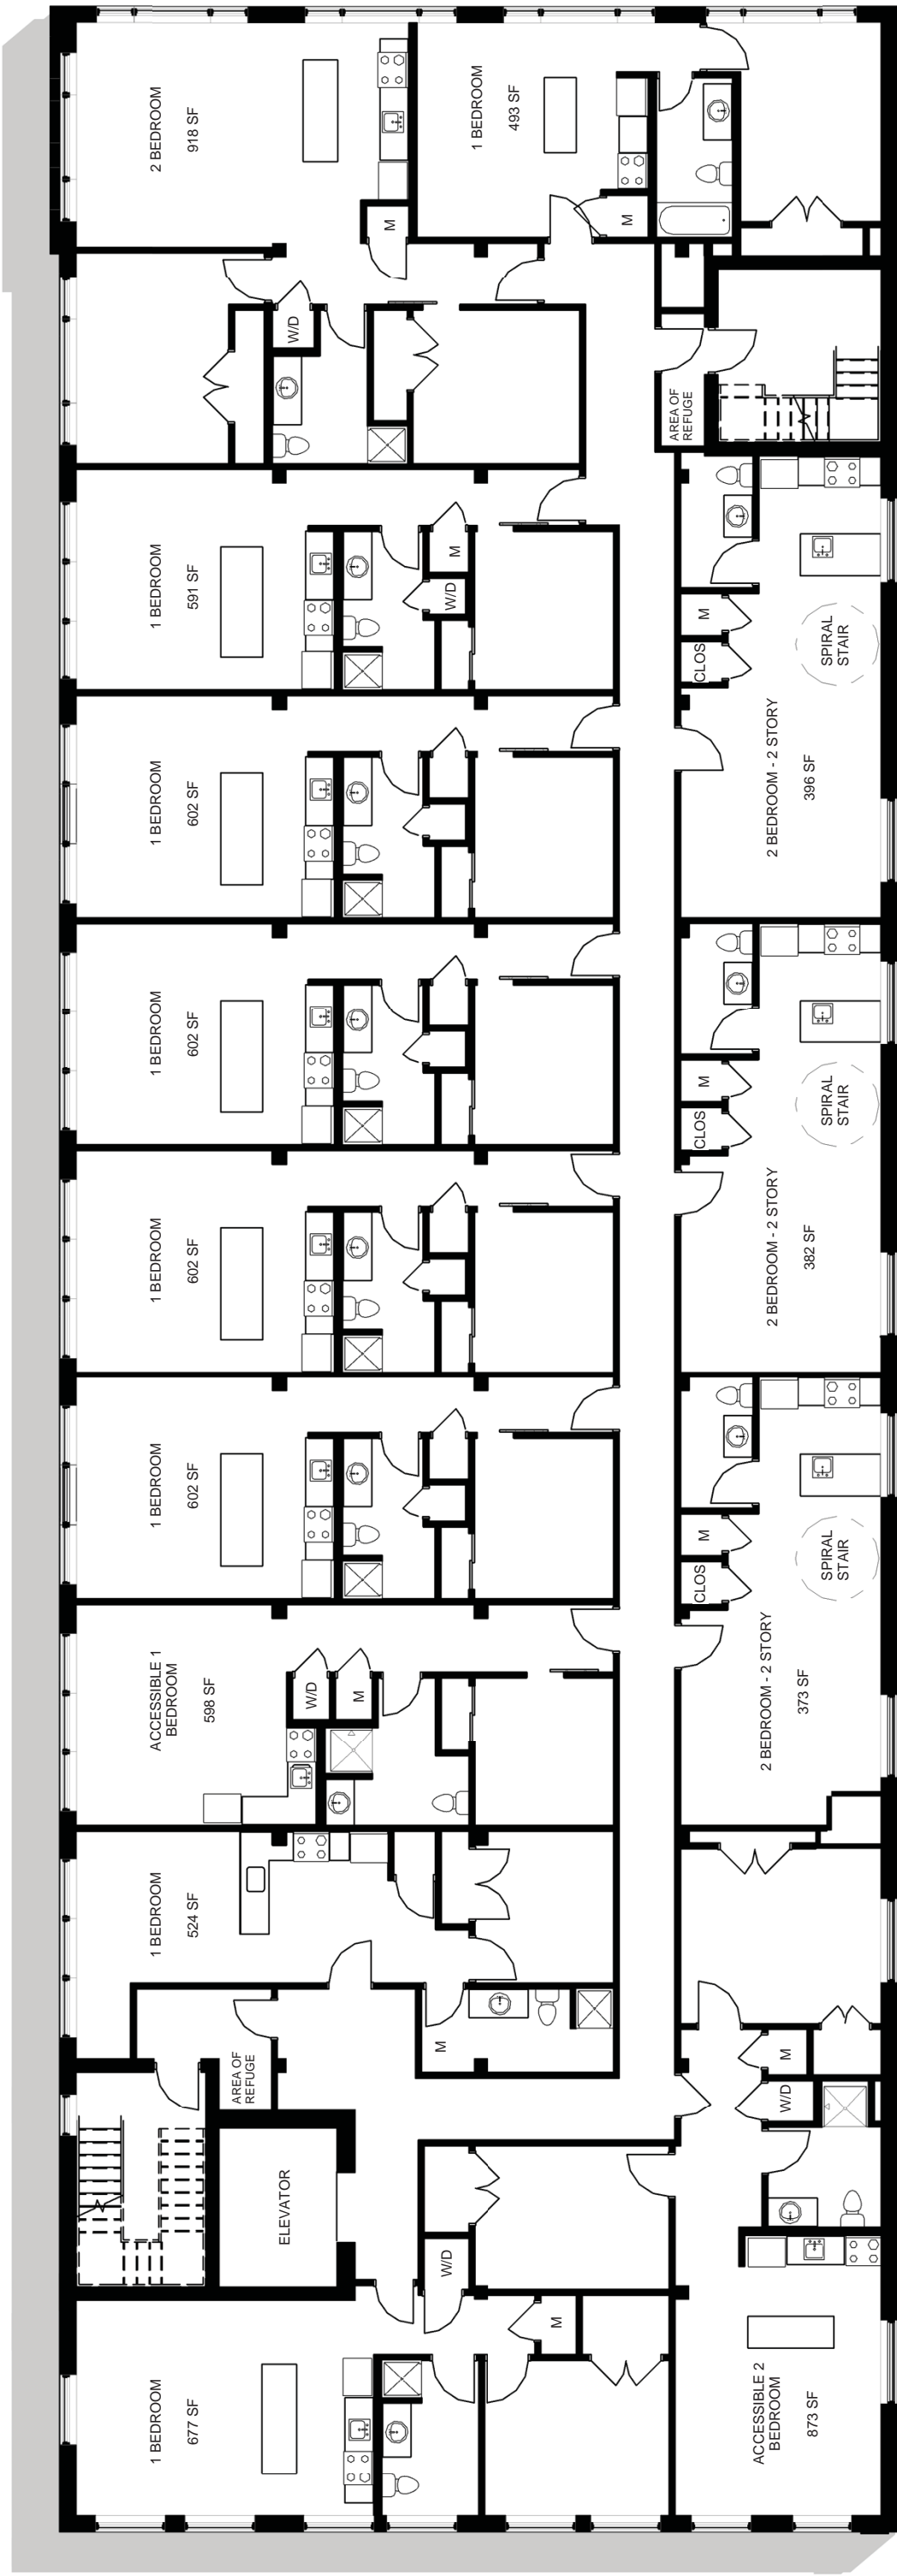 2 BEDROOM
918 SF
M
1 BEDROOM
493 SF
M
W/D
AREA OF
REFUGE
1 BEDROOM
591 SF
M
W/D
M
CLOS
SPIRAL
STAIR
2 BEDROOM - 2 STORY
396 SF
1 BEDROOM
602 SF
1 BEDROOM
602 SF
M
CLOS
SPIRAL
STAIR
2 BEDROOM - 2 STORY
382 SF
1 BEDROOM
602 SF
1 BEDROOM
602 SF
M
CLOS
SPIRAL
STAIR
2 BEDROOM - 2 STORY
373 SF
ACCESSIBLE 1
BEDROOM
598 SF
W/D
M
1 BEDROOM
524 SF
M
AREA OF
REFUGE
M
W/D
ELEVATOR
W/D
M
1 BEDROOM
677 SF
ACCESSIBLE 2
BEDROOM
873 SF